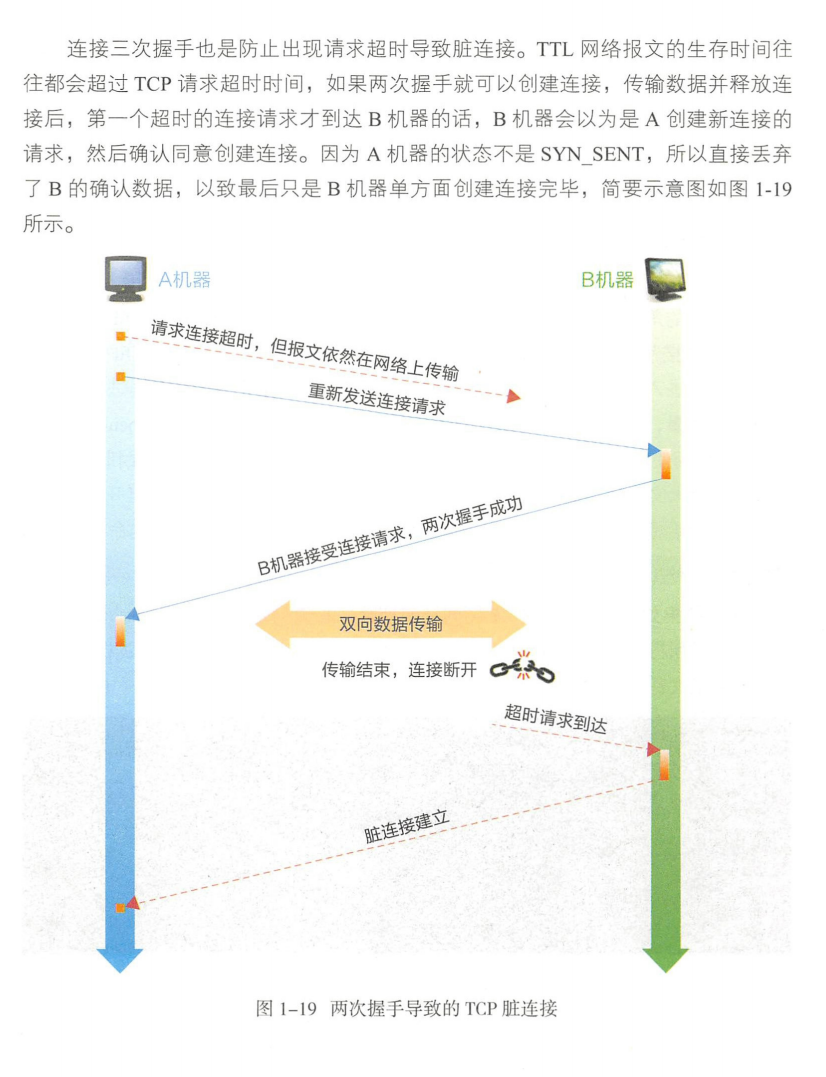 连接三次握手也是防止出现请求超时导致脏连接。TTL 网络报文的生存时间往
往都会超过 TCP 请求超时时间，如果两次握手就可以创建连接，传输数据并释放连
接后，第一个超时的连接请求才到达 B 机器的话，B 机器会以为是 A 创建新连接的
请求，然后确认同意创建连接。因为 A 机器的状态不是 SYN_SENT，所以直接丢弃
了 B 的确认数据，以致最后只是 B 机器单方面创建连接完毕，简要示意图如图 1-19
所示。
A机器
B机器
请求连接超时，但报文依然在网络上传输
重新发送连接请求
B机器接受连接请求，两次握手成功
双向数据传输
传输结束，连接断开
超时请求到达
脏连接建立
图 1-19 两次握手导致的 TCP 脏连接